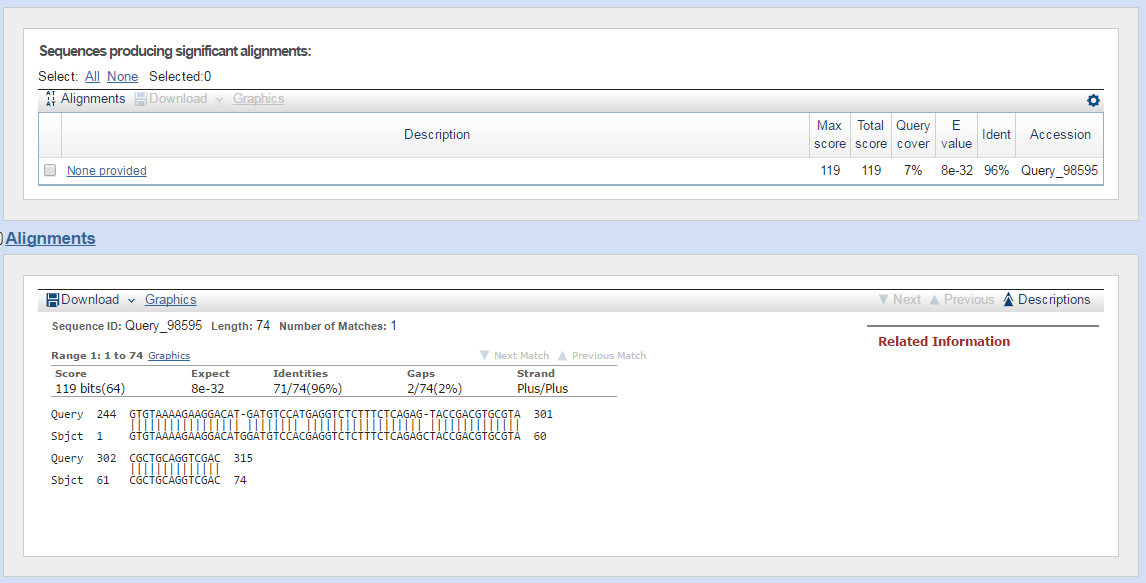 Sequences producing significant alignments:
Select: All None Selected:0
Alignments Download Graphics
Description Max score Total score Query cover E value Ident Accession
None provided 119 119 7% 8e-32 96% Query_98595
Alignments
Download Graphics Next Previous Descriptions
Sequence ID: Query_98595 Length: 74 Number of Matches: 1
Related Information
Range 1: 1 to 74 Graphics Next Match Previous Match
Score Expect Identities Gaps Strand
119 bits(64) 8e-32 71/74(96%) 2/74(2%) Plus/Plus
Query 244 GTGTAAAAGAAGGACAT-GATGTCCATGAGGTCTCTTTCTCAGAG-TACCGACGTGCGTA 301
Sbjct 1 GTGTAAAAGAAGGACATGGATGTCCACGAGGTCTCTTTCTCAGAGCTACCGACGTGCGTA 60
Query 302 CGCTGCAGGTCGAC 315
Sbjct 61 CGCTGCAGGTCGAC 74